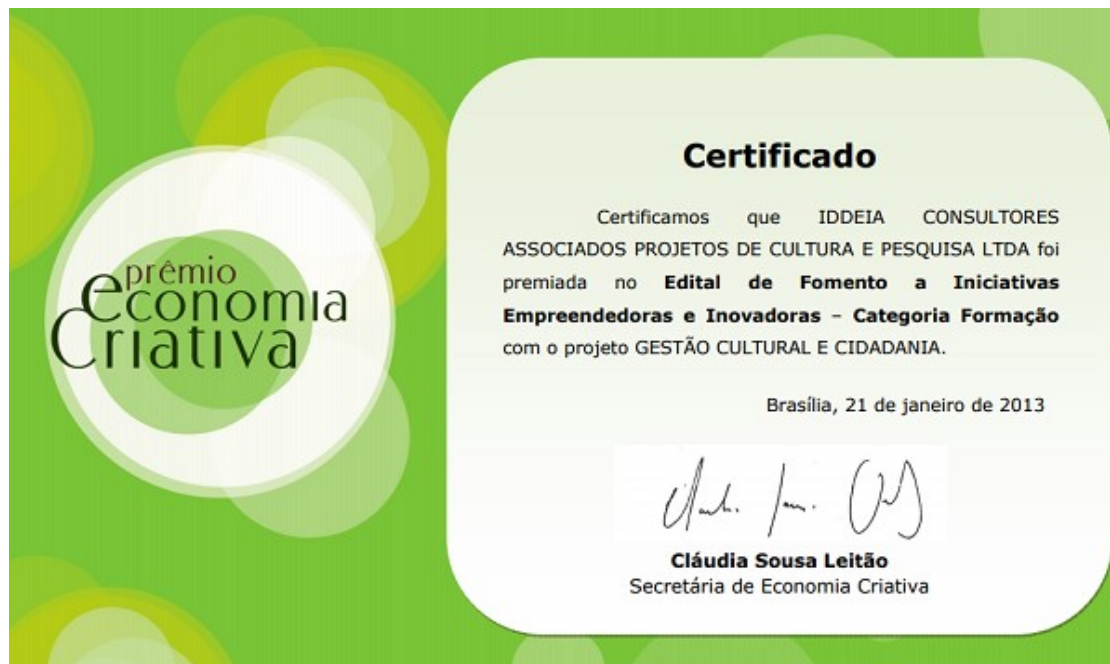 prêmio
economia
Criativa
Certificado
Certificamos que IDDEIA CONSULTORES
ASSOCIADOS PROJETOS DE CULTURA E PESQUISA LTDA foi
premiada no Edital de Fomento a Iniciativas
Empreendedoras e Inovadoras – Categoria Formação
com o projeto GESTÃO CULTURAL E CIDADANIA.
Brasília, 21 de janeiro de 2013
Cláudia Sousa Leitão
Secretária de Economia Criativa